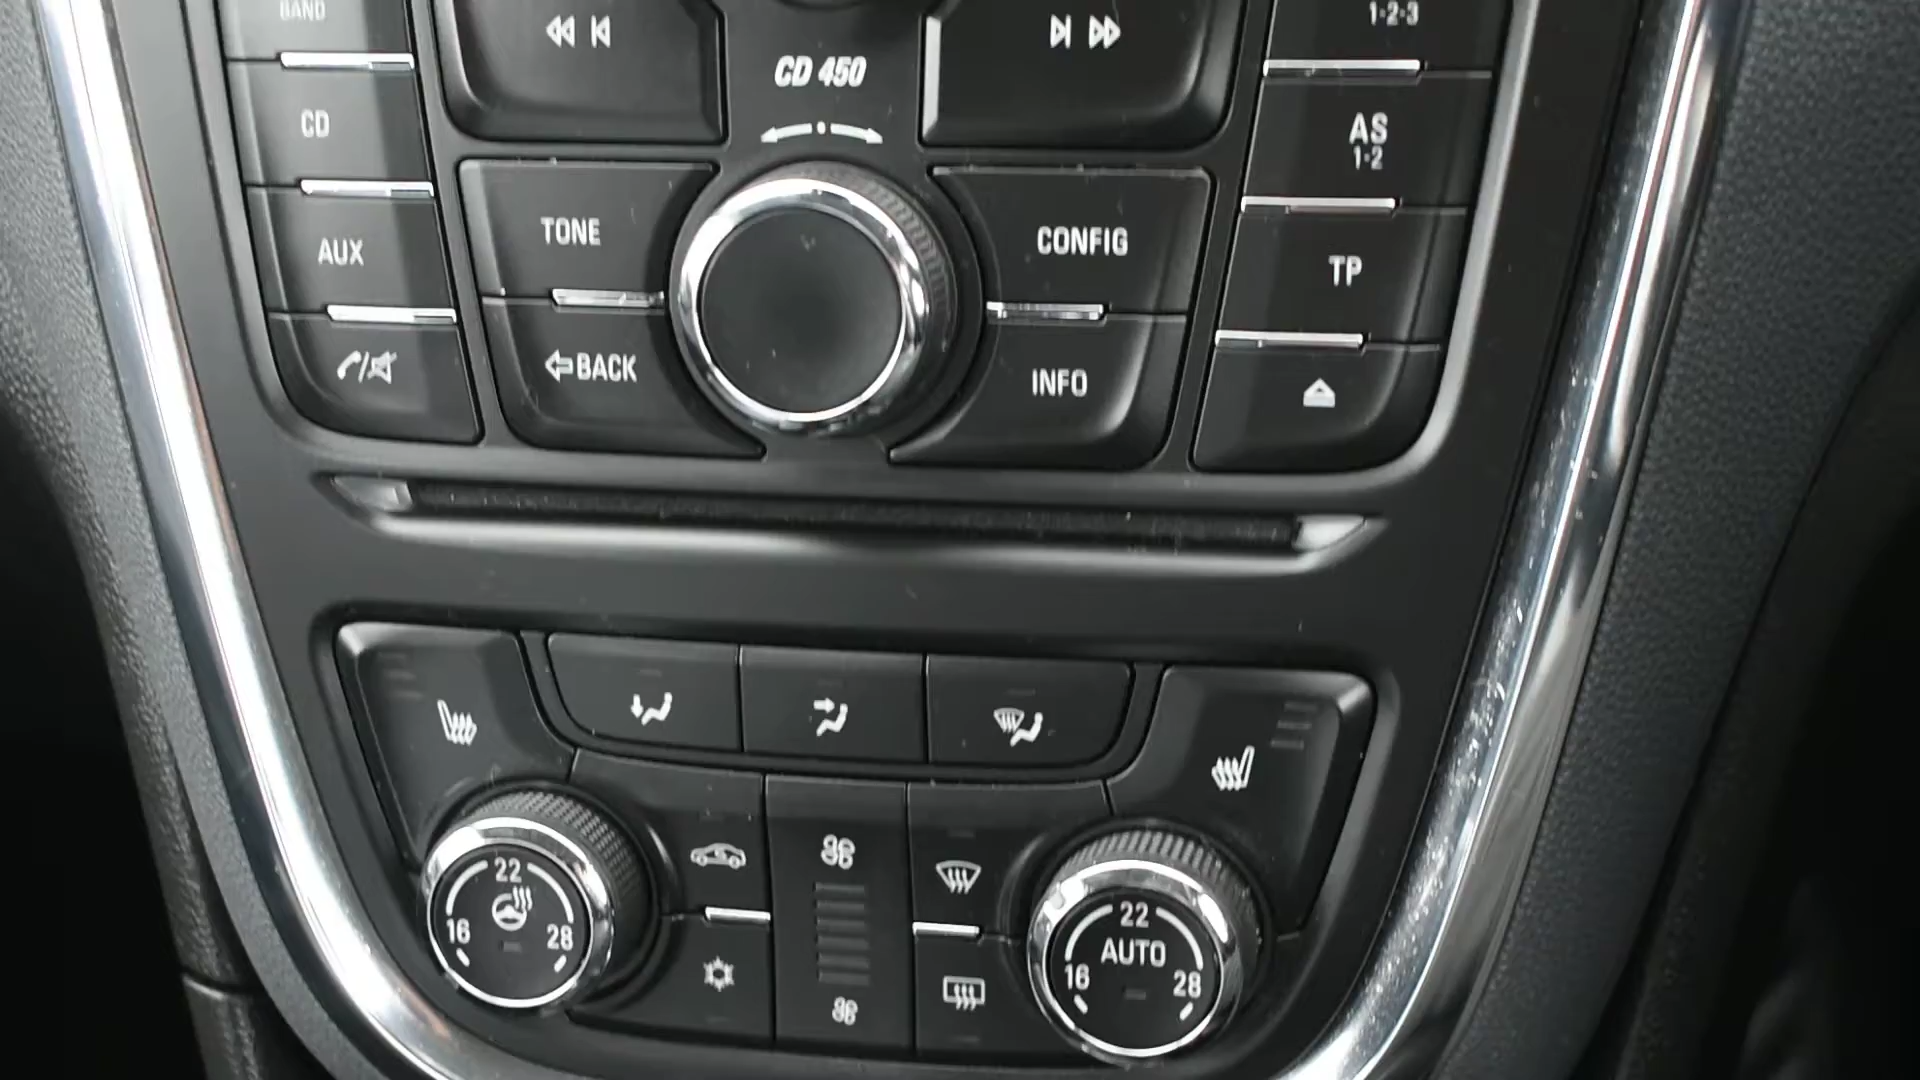 BAND
1-2-3
CD 450
CD
AS
1-2
TONE
CONFIG
AUX
TP
BACK
INFO
22
16
28
22
AUTO
16
28